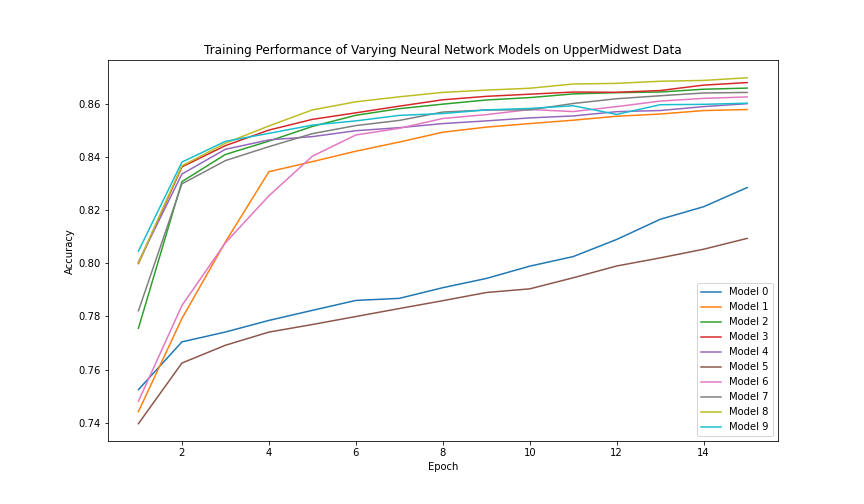 Training Performance of Varying Neural Network Models on UpperMidwest Data
Accuracy
0.86
0.84
0.82
0.80
0.78
0.76
0.74
2
4
6
8
10
12
14
Epoch
Model 0
Model 1
Model 2
Model 3
Model 4
Model 5
Model 6
Model 7
Model 8
Model 9